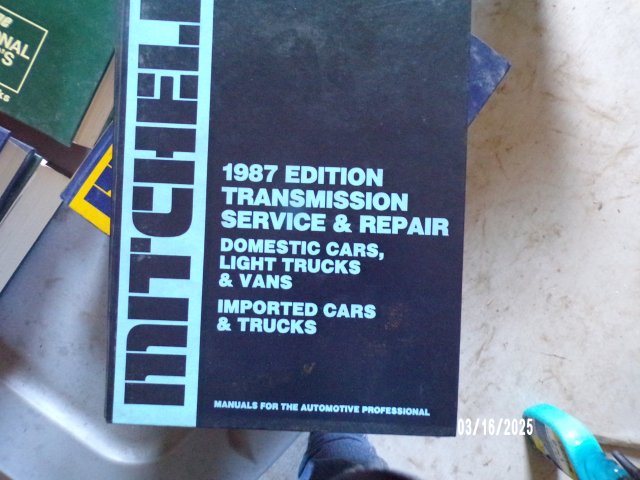 NAL
MITCHELL
1987 EDITION
TRANSMISSION
SERVICE & REPAIR
DOMESTIC CARS,
LIGHT TRUCKS
& VANS
IMPORTED CARS
& TRUCKS
MANUALS FOR THE AUTOMOTIVE PROFESSIONAL
03/16/2025